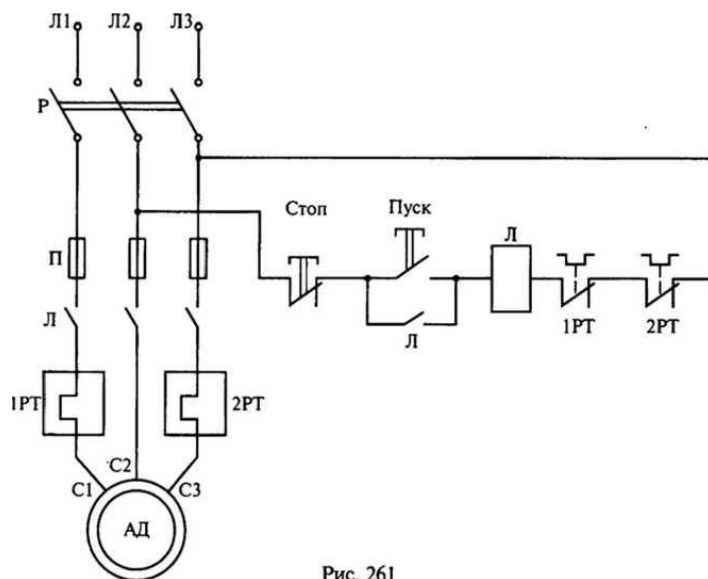 Л1 Л2 Л3
Р
Стоп Пуск
П Л
Л Л 1РТ 2РТ
1РТ 2РТ
С2
С1 С3
АД
Рис. 261